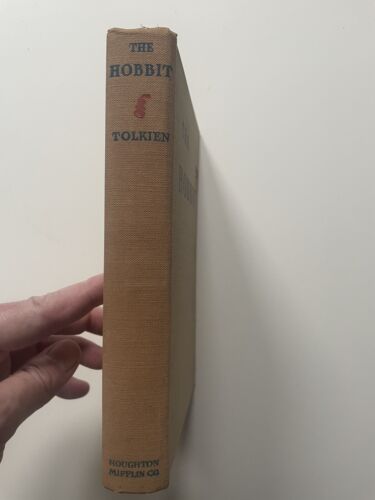 THE
HOBBIT
TOLKIEN
HOUGHTON
MIFFLIN CO.